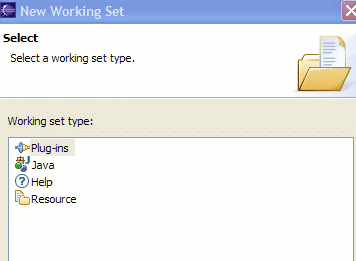 New Working Set
Select
Select a working set type.
Working set type:
Plug-ins
Java
Help
Resource